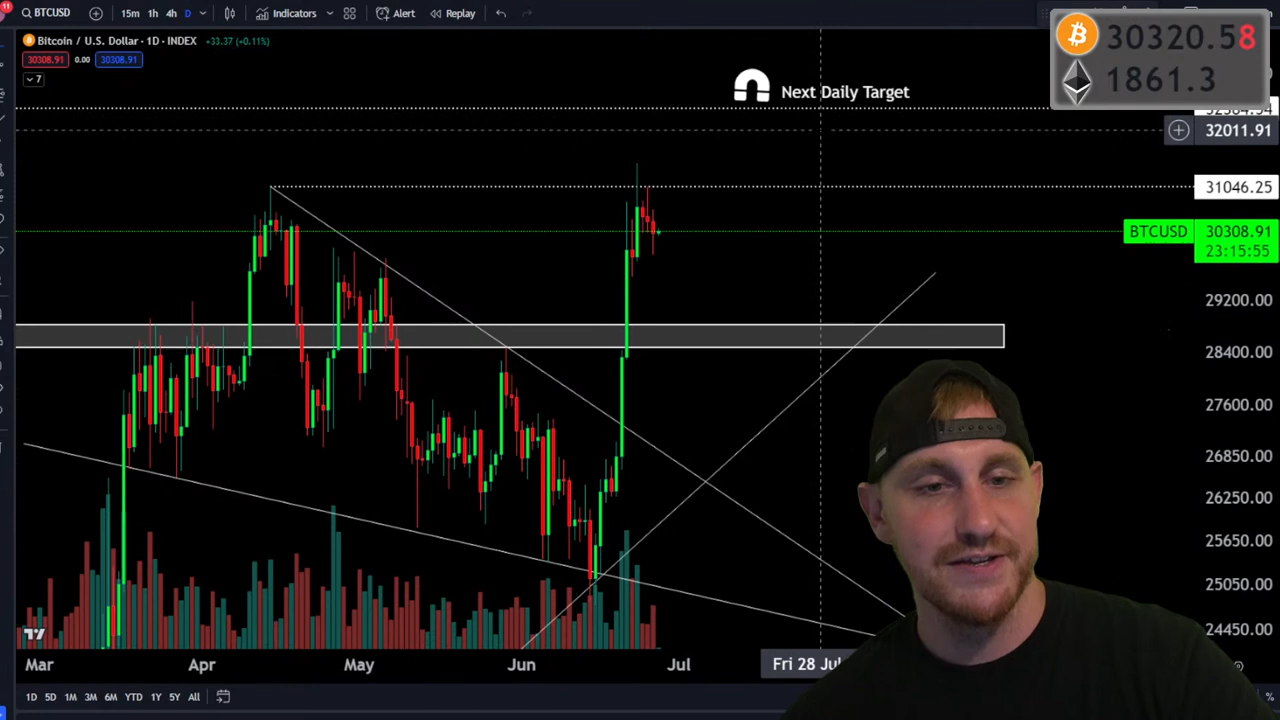 11
BTCUSD
15m 1h 4h D
Indicators
Alert
Replay
Bitcoin / U.S. Dollar · 1D · INDEX +33.37 (+0.11%)
30308.91 0.00 30308.91
7
30320.58
1861.3
Next Daily Target
32011.91
31046.25
BTCUSD 30308.91
23:15:55
29200.00
28400.00
27600.00
26850.00
26250.00
25650.00
25050.00
24450.00
Mar Apr May Jun Jul
Fri 28 Jul
1D 5D 1M 3M 6M YTD 1Y 5Y All
%